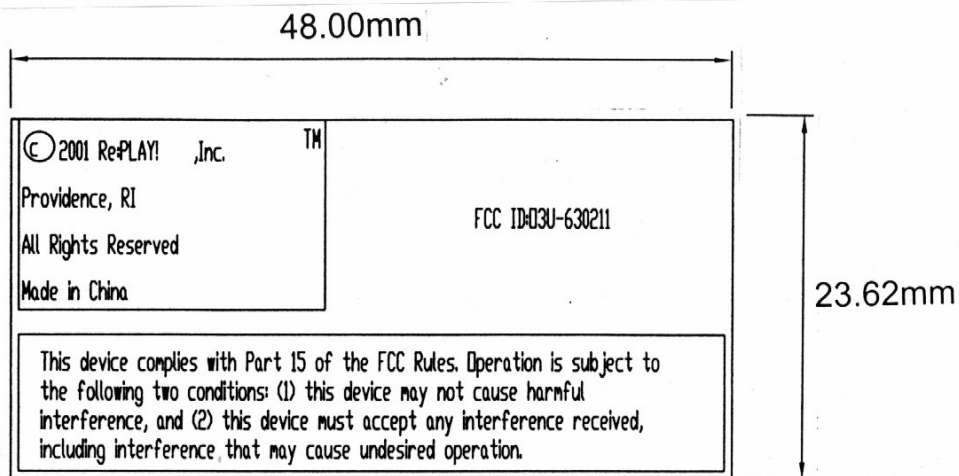 48.00mm
© 2001 Re:PLAY! ,Inc. TM
Providence, RI
All Rights Reserved
Made in China
FCC ID:O3U-630211
23.62mm
This device complies with Part 15 of the FCC Rules. Operation is subject to
the following two conditions: (1) this device may not cause harmful
interference, and (2) this device must accept any interference received,
including interference that may cause undesired operation.